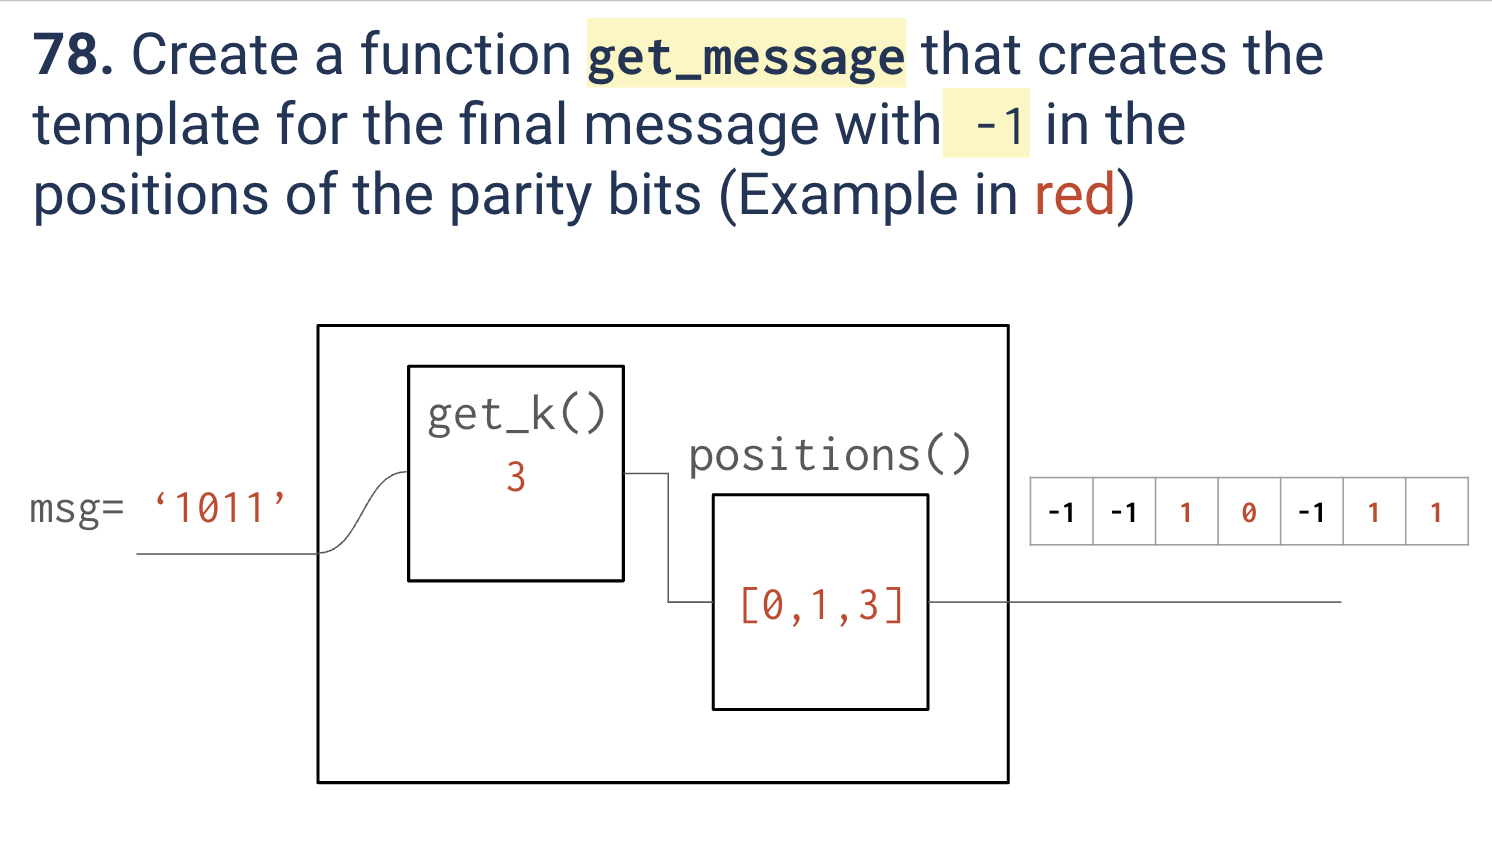 78. Create a function get_message that creates the
template for the final message with -1 in the
positions of the parity bits (Example in red)
get_k()
3
positions()
msg= ‘1011’
-1 -1 1 0 -1 1 1
[0,1,3]